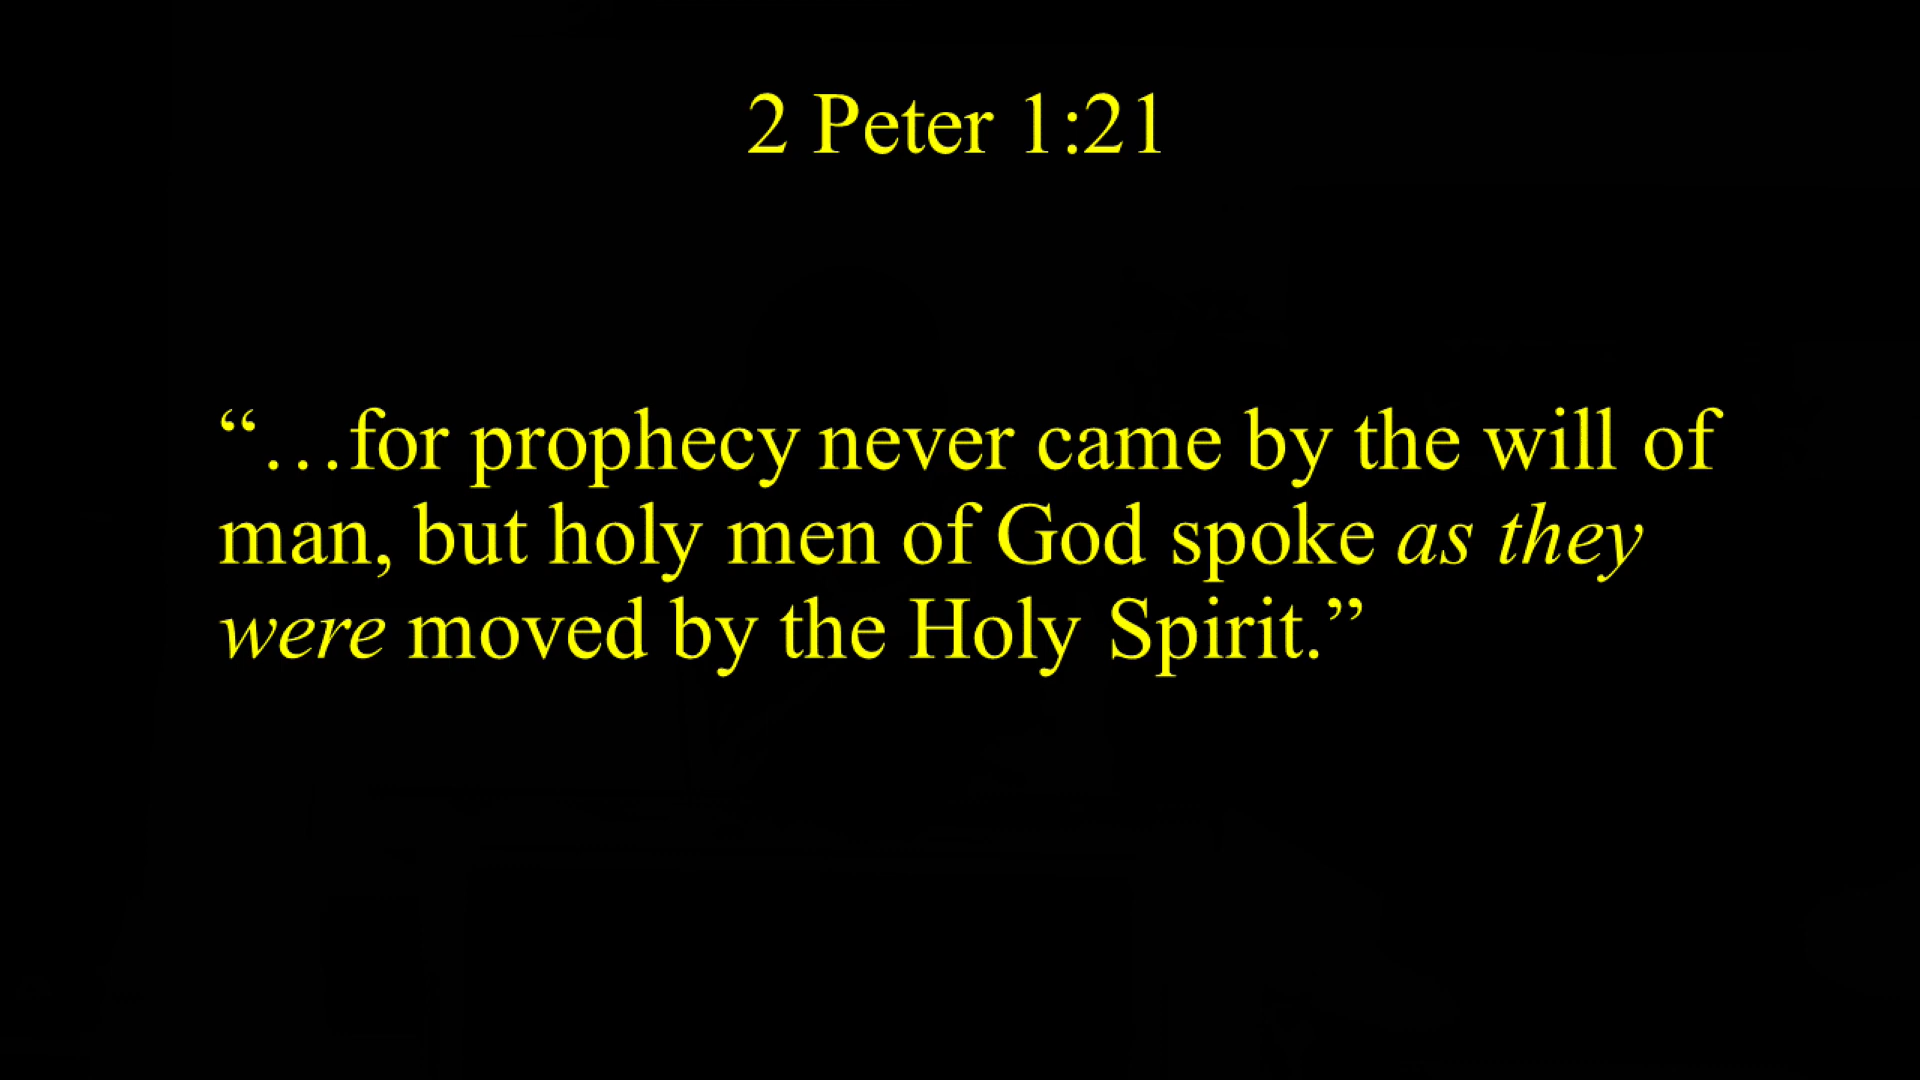 2 Peter 1:21
“…for prophecy never came by the will of
man, but holy men of God spoke as they
were moved by the Holy Spirit.”